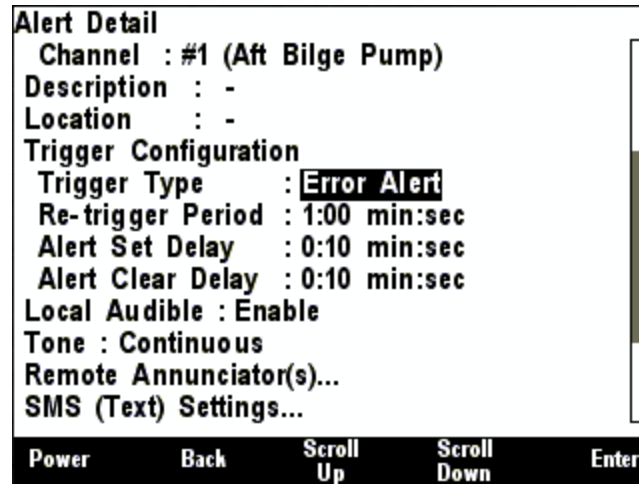 Alert Detail
Channel : #1 (Aft Bilge Pump)
Description : -
Location : -
Trigger Configuration
Trigger Type : Error Alert
Re-trigger Period : 1:00 min:sec
Alert Set Delay : 0:10 min:sec
Alert Clear Delay : 0:10 min:sec
Local Audible : Enable
Tone : Continuous
Remote Annunciator(s)...
SMS (Text) Settings...
Power Back Scroll Up Scroll Down Enter